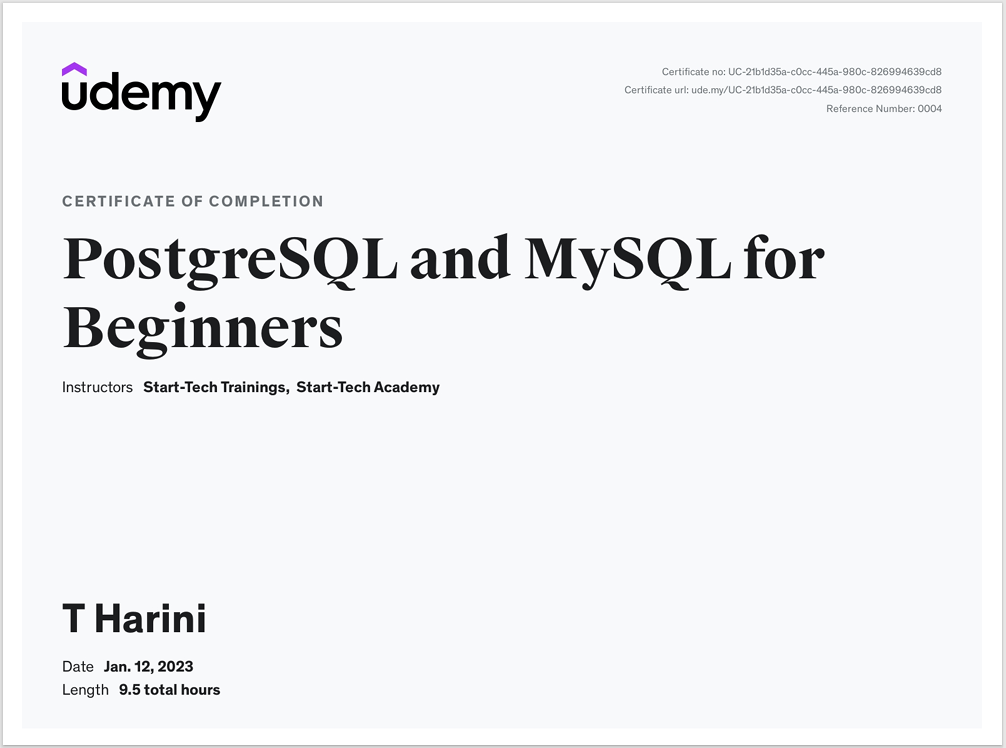 udemy
Certificate no: UC-21b1d35a-c0cc-445a-980c-826994639cd8
Certificate url: ude.my/UC-21b1d35a-c0cc-445a-980c-826994639cd8
Reference Number: 0004
CERTIFICATE OF COMPLETION
PostgreSQL and MySQL for
Beginners
Instructors Start-Tech Trainings, Start-Tech Academy
T Harini
Date Jan. 12, 2023
Length 9.5 total hours